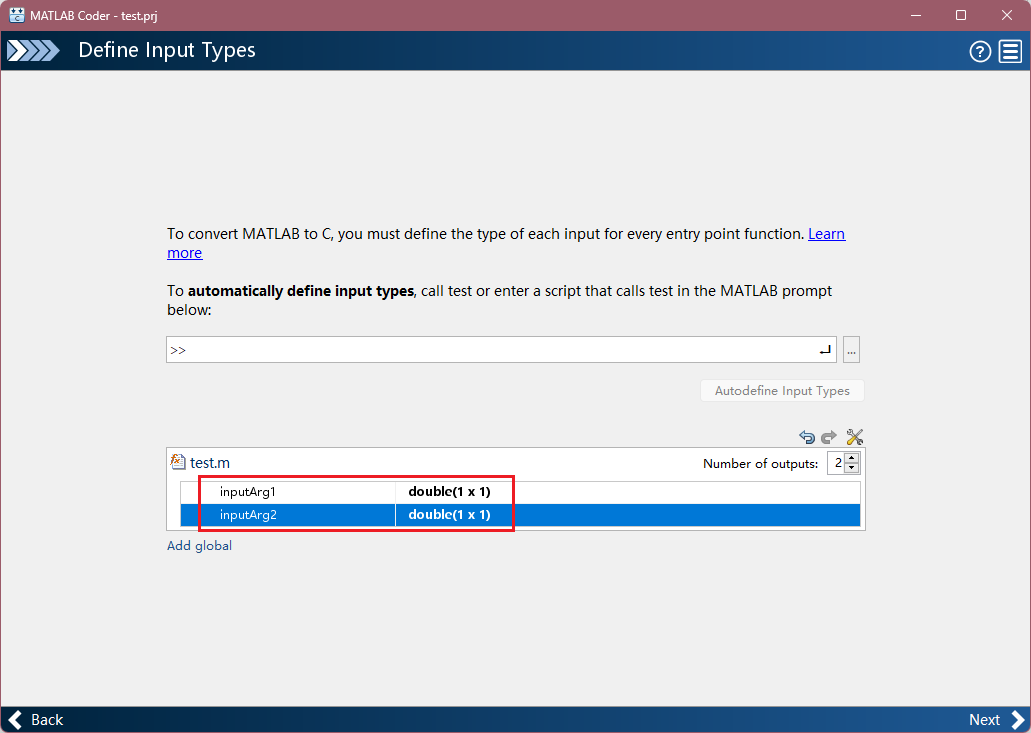 MATLAB Coder - test.prj
Define Input Types
To convert MATLAB to C, you must define the type of each input for every entry point function. Learn
more
To automatically define input types, call test or enter a script that calls test in the MATLAB prompt
below:
>>
...
Autodefine Input Types
test.m Number of outputs: 2
inputArg1 double(1 x 1)
inputArg2 double(1 x 1)
Add global
Back Next